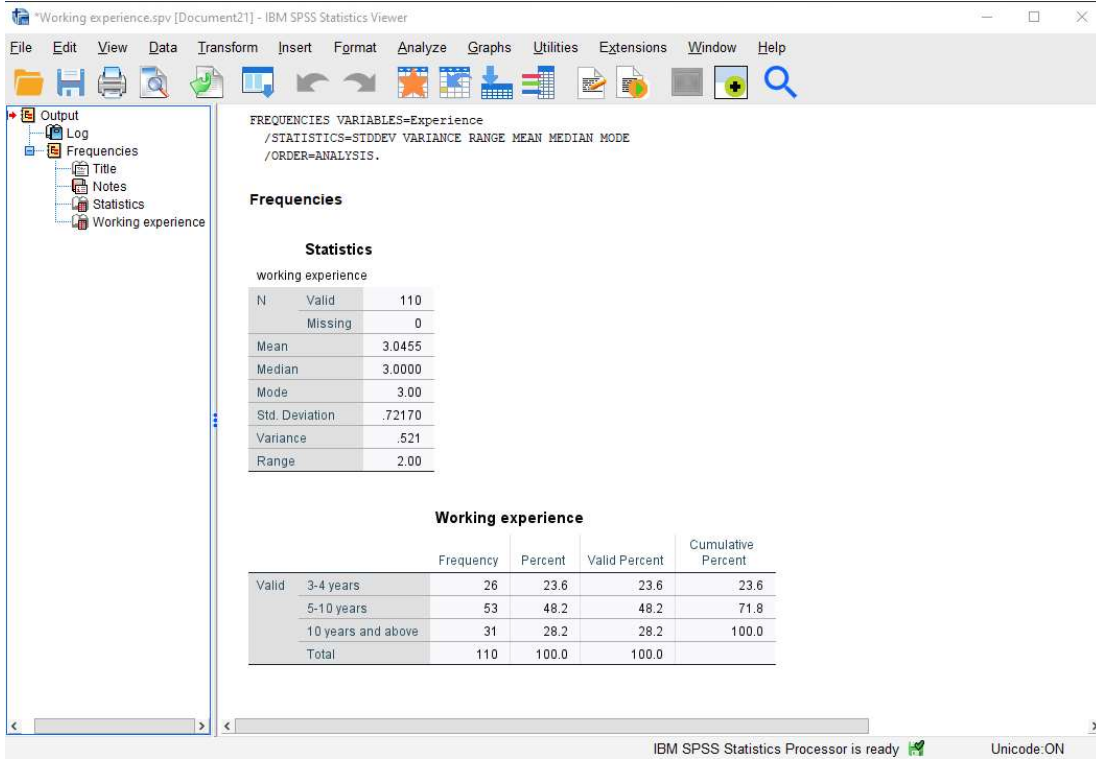 *Working experience.spv [Document21] - IBM SPSS Statistics Viewer
File Edit View Data Transform Insert Format Analyze Graphs Utilities Extensions Window Help
Output
Log
Frequencies
Title
Notes
Statistics
Working experience
FREQUENCIES VARIABLES=Experience
/STATISTICS=STDDEV VARIANCE RANGE MEAN MEDIAN MODE
/ORDER=ANALYSIS.
Frequencies
Statistics
working experience
N Valid 110
Missing 0
Mean 3.0455
Median 3.0000
Mode 3.00
Std. Deviation .72170
Variance .521
Range 2.00
Working experience
Frequency Percent Valid Percent Cumulative Percent
Valid 3-4 years 26 23.6 23.6 23.6
5-10 years 53 48.2 48.2 71.8
10 years and above 31 28.2 28.2 100.0
Total 110 100.0 100.0
IBM SPSS Statistics Processor is ready Unicode:ON